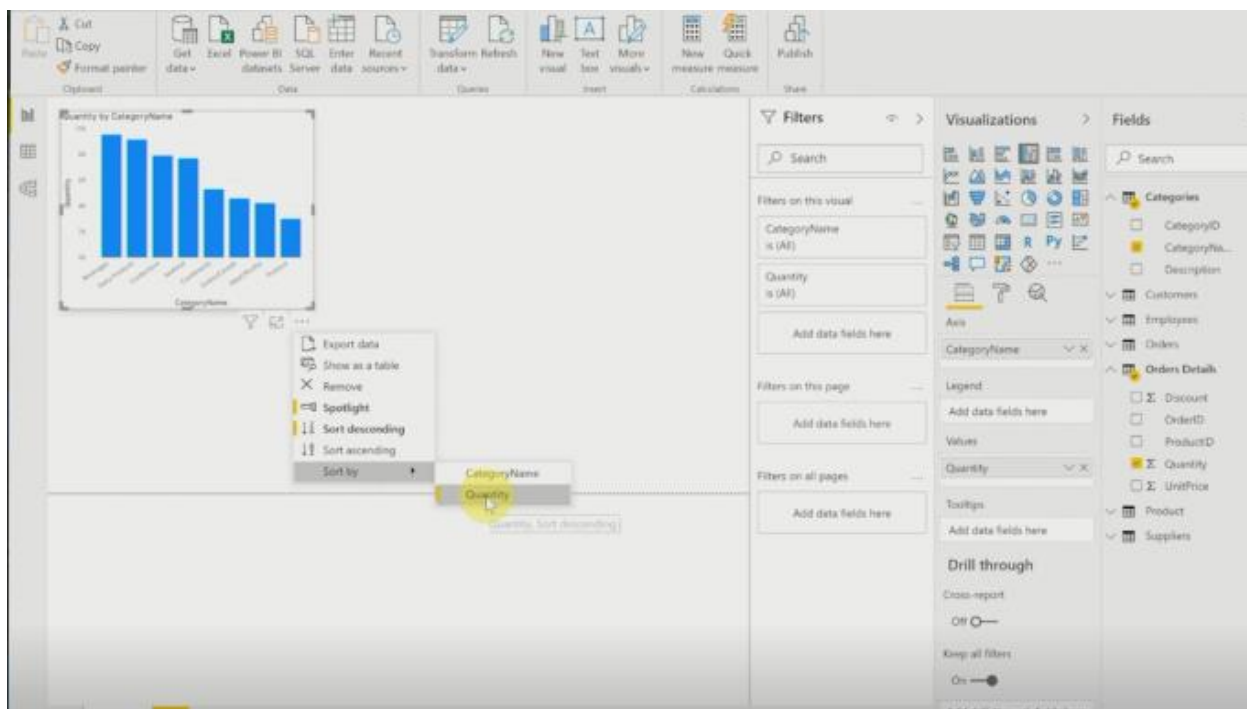 Cut
Copy
Format painter
Paste
Clipboard
Get data
Excel
Power BI datasets
SQL Server
Enter data
Recent sources
Data
Transform data
Refresh
Queries
New visual
Text box
More visuals
Insert
New measure
Quick measure
Calculations
Publish
Share
Quantity by CategoryName
Quantity
CategoryName
Export data
Show as a table
Remove
Spotlight
Sort descending
Sort ascending
Sort by
CategoryName
Quantity
Quantity, Sort descending
Filters
Search
Filters on this visual
CategoryName
is (All)
Quantity
is (All)
Add data fields here
Filters on this page
Add data fields here
Filters on all pages
Add data fields here
Visualizations
R
Py
Axis
CategoryName
Legend
Add data fields here
Values
Quantity
Tooltips
Add data fields here
Drill through
Cross-report
Off
Keep all filters
On
Fields
Search
Categories
CategoryID
CategoryNa...
Description
Customers
Employees
Orders
Orders Details
Σ Discount
OrderID
ProductID
Σ Quantity
Σ UnitPrice
Product
Suppliers